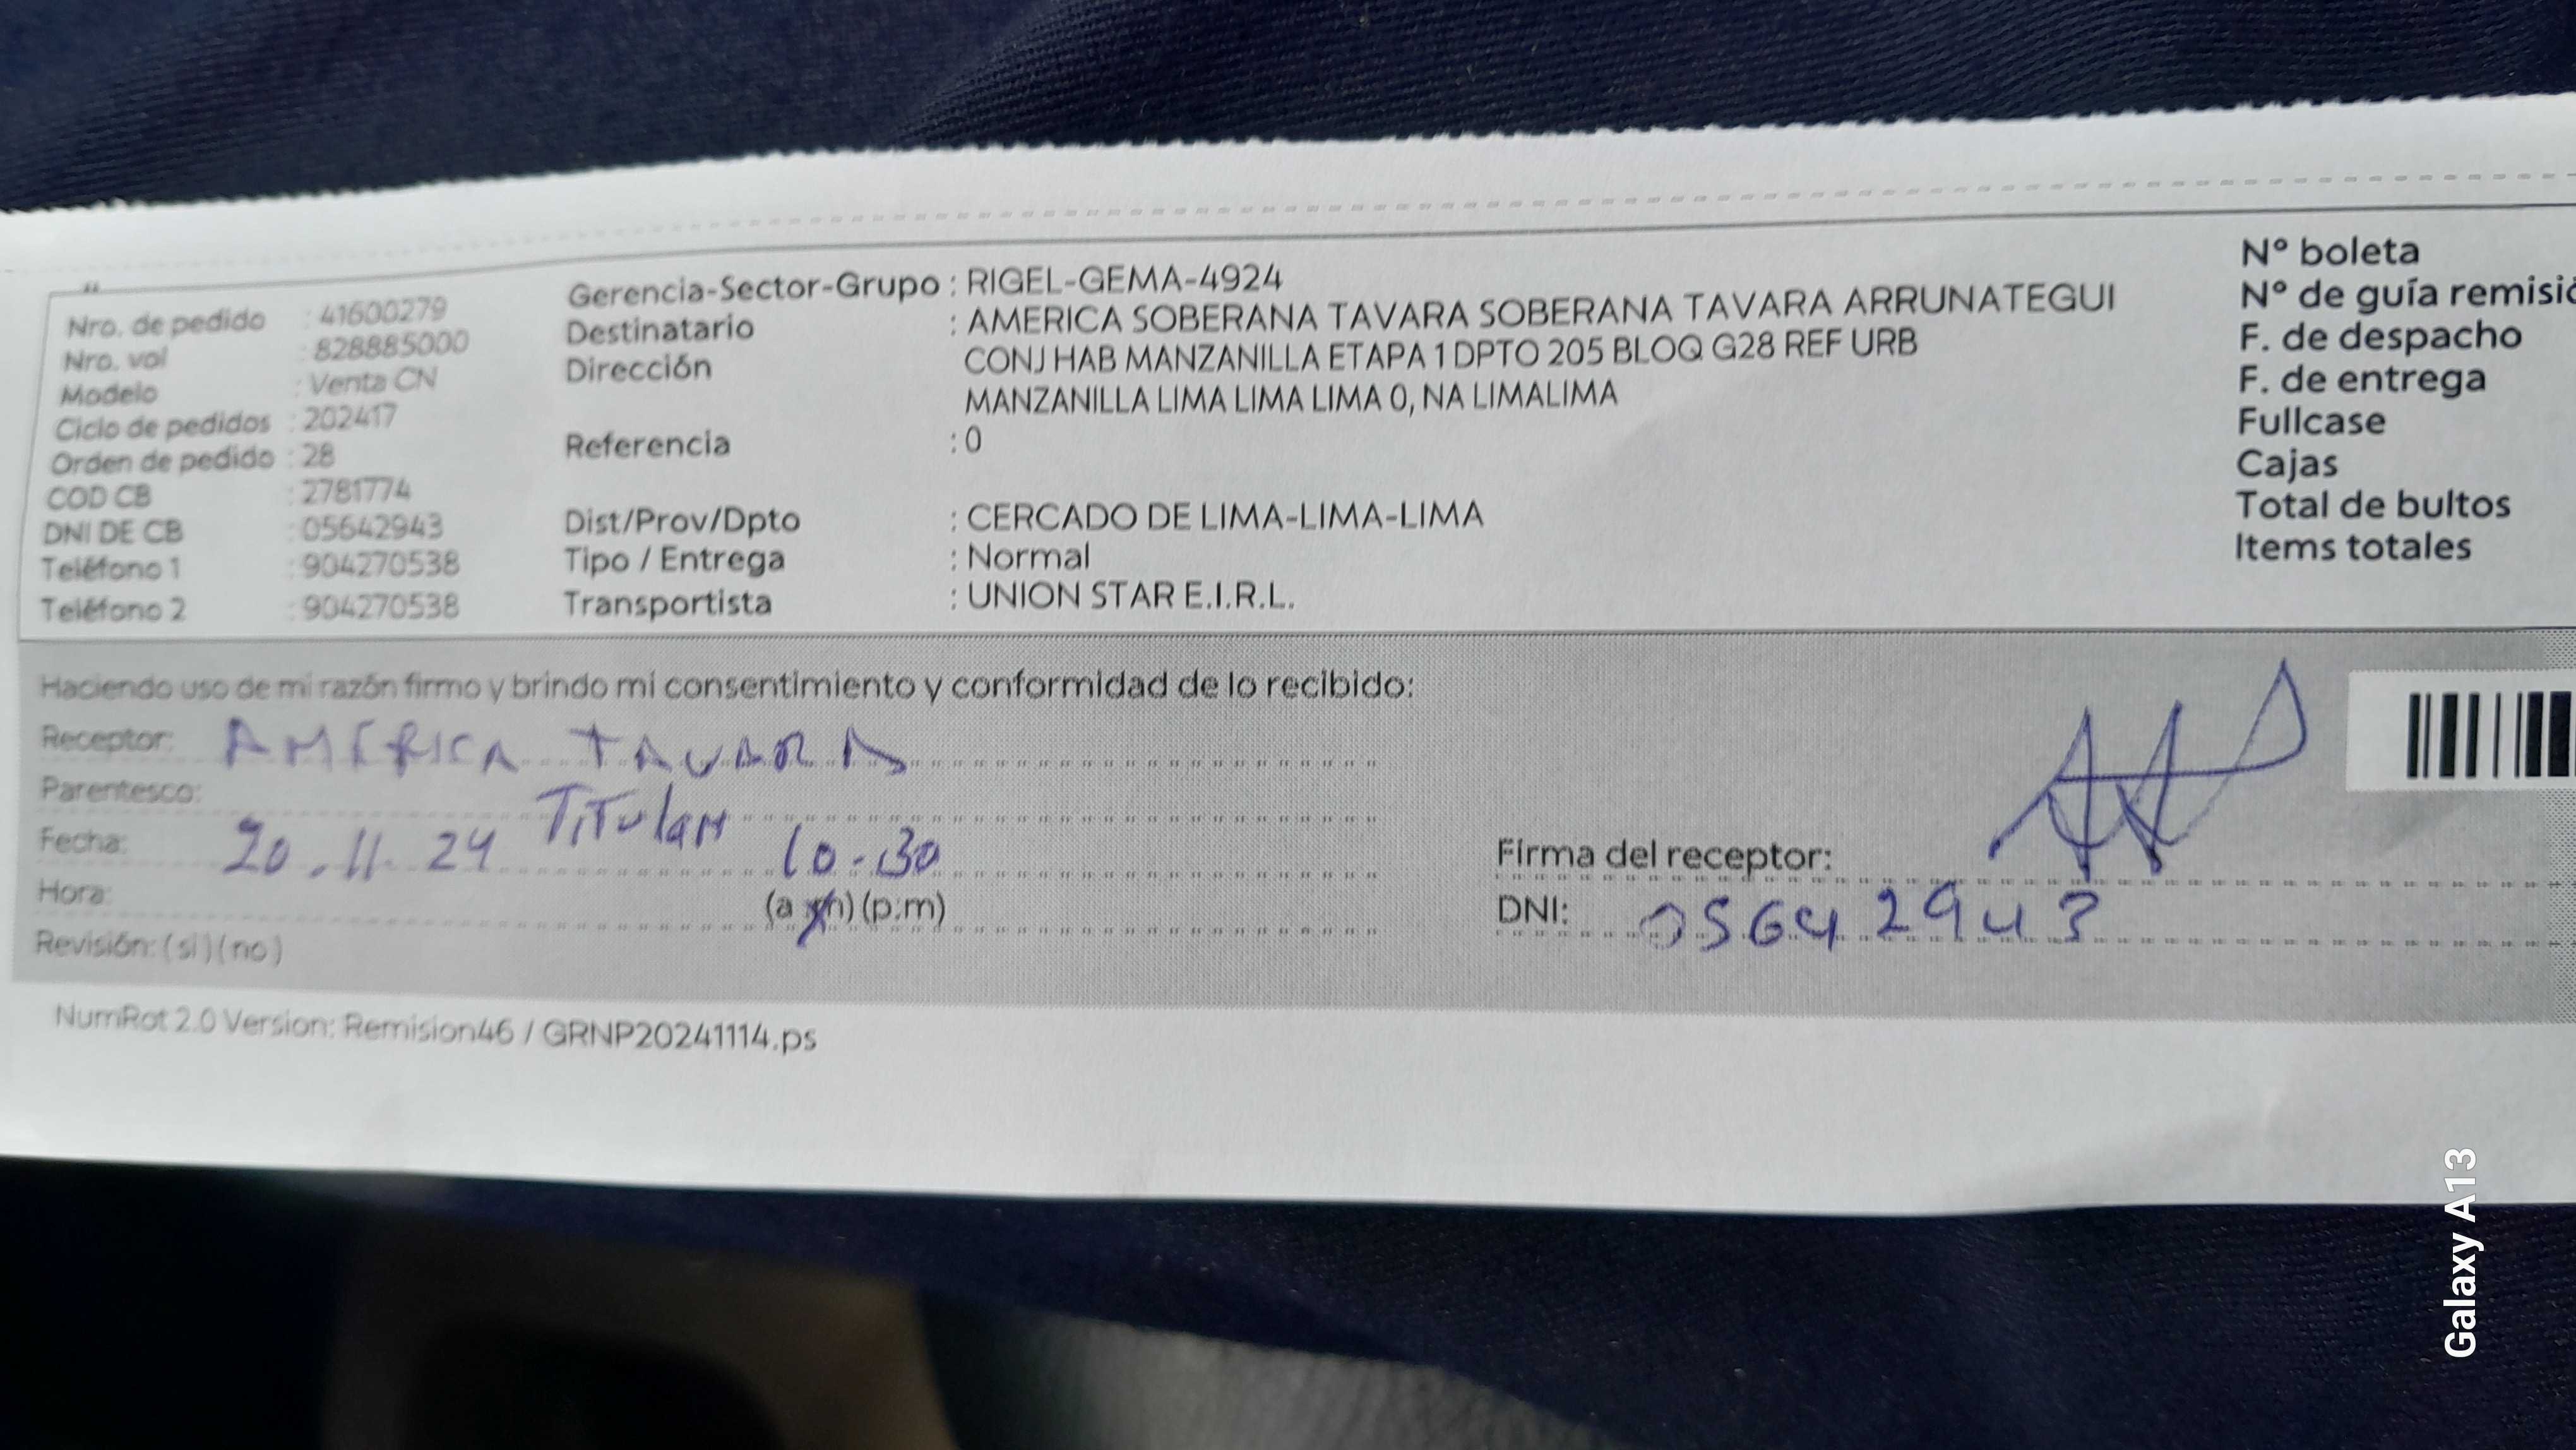 Nro. de pedido : 41600279
Nro. val : 828885000
Modelo : Venta CN
Ciclo de pedidos : 202417
Orden de pedido : 28
COD CB : 2781774
DNI DE CB : 05642943
Teléfono 1 : 904270538
Teléfono 2 : 904270538
Gerencia-Sector-Grupo : RIGEL-GEMA-4924
Destinatario : AMERICA SOBERANA TAVARA SOBERANA TAVARA ARRUNATEGUI
Dirección CONJ HAB MANZANILLA ETAPA 1 DPTO 205 BLOQ G28 REF URB
MANZANILLA LIMA LIMA LIMA 0, NA LIMALIMA
Referencia : 0
Dist/Prov/Dpto : CERCADO DE LIMA-LIMA-LIMA
Tipo / Entrega : Normal
Transportista : UNION STAR E.I.R.L.
Nº boleta
Nº de guía remisió
F. de despacho
F. de entrega
Fullcase
Cajas
Total de bultos
Items totales
Haciendo uso de mi razón firmo y brindo mi consentimiento y conformidad de lo recibido:
Receptor: AMERICA TAVARA
Parentesco: TiTulaR
Fecha: 20.11.24 10-30
Hora: (a.m) (p.m)
Revisión: (si) (no)
Firma del receptor:
DNI: 05642943
NumRot 2.0 Version: Remision46 / GRNP20241114.ps
Galaxy A13